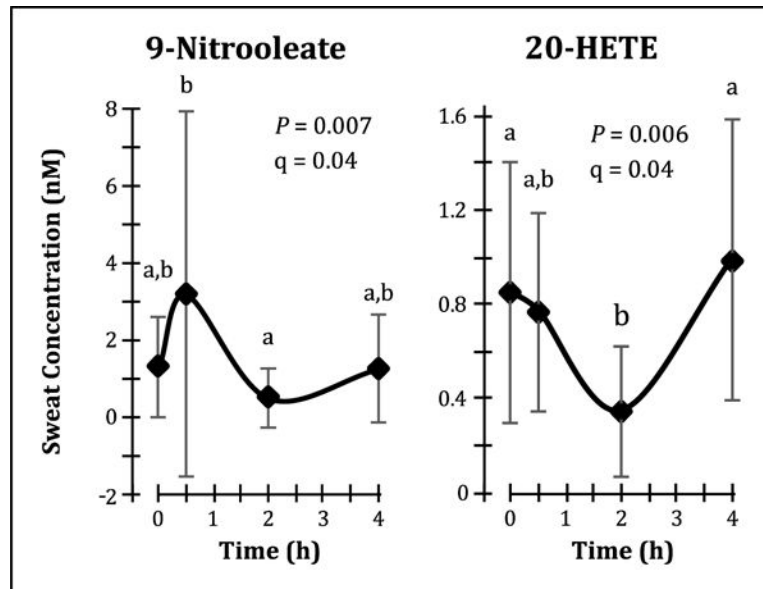 9-Nitrooleate
20-HETE
Sweat Concentration (nM)
b
P = 0.007
q = 0.04
a,b
a
a,b
8
6
4
2
0
-2
0 1 2 3 4
Time (h)
a
a,b
b
a
P = 0.006
q = 0.04
1.6
1.2
0.8
0.4
0
0 1 2 3 4
Time (h)